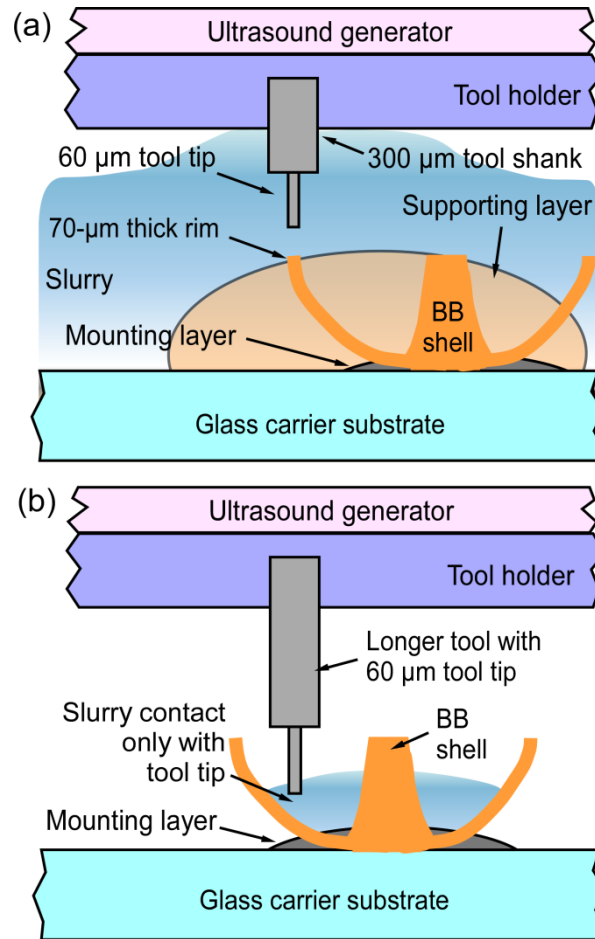 (a)
Ultrasound generator
Tool holder
60 µm tool tip
300 µm tool shank
70-µm thick rim
Supporting layer
Slurry
Mounting layer
BB
shell
Glass carrier substrate
(b)
Ultrasound generator
Tool holder
Longer tool with
60 µm tool tip
Slurry contact
only with
tool tip
BB
shell
Mounting layer
Glass carrier substrate